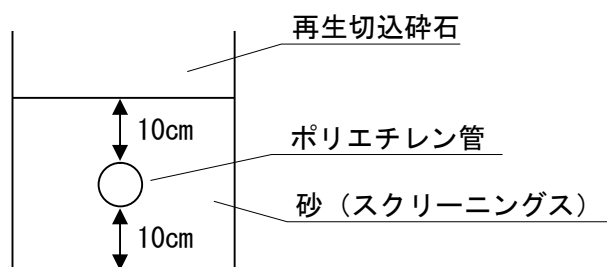 再生切込砕石
10cm
ポリエチレン管
砂（スクリーニングス）
10cm